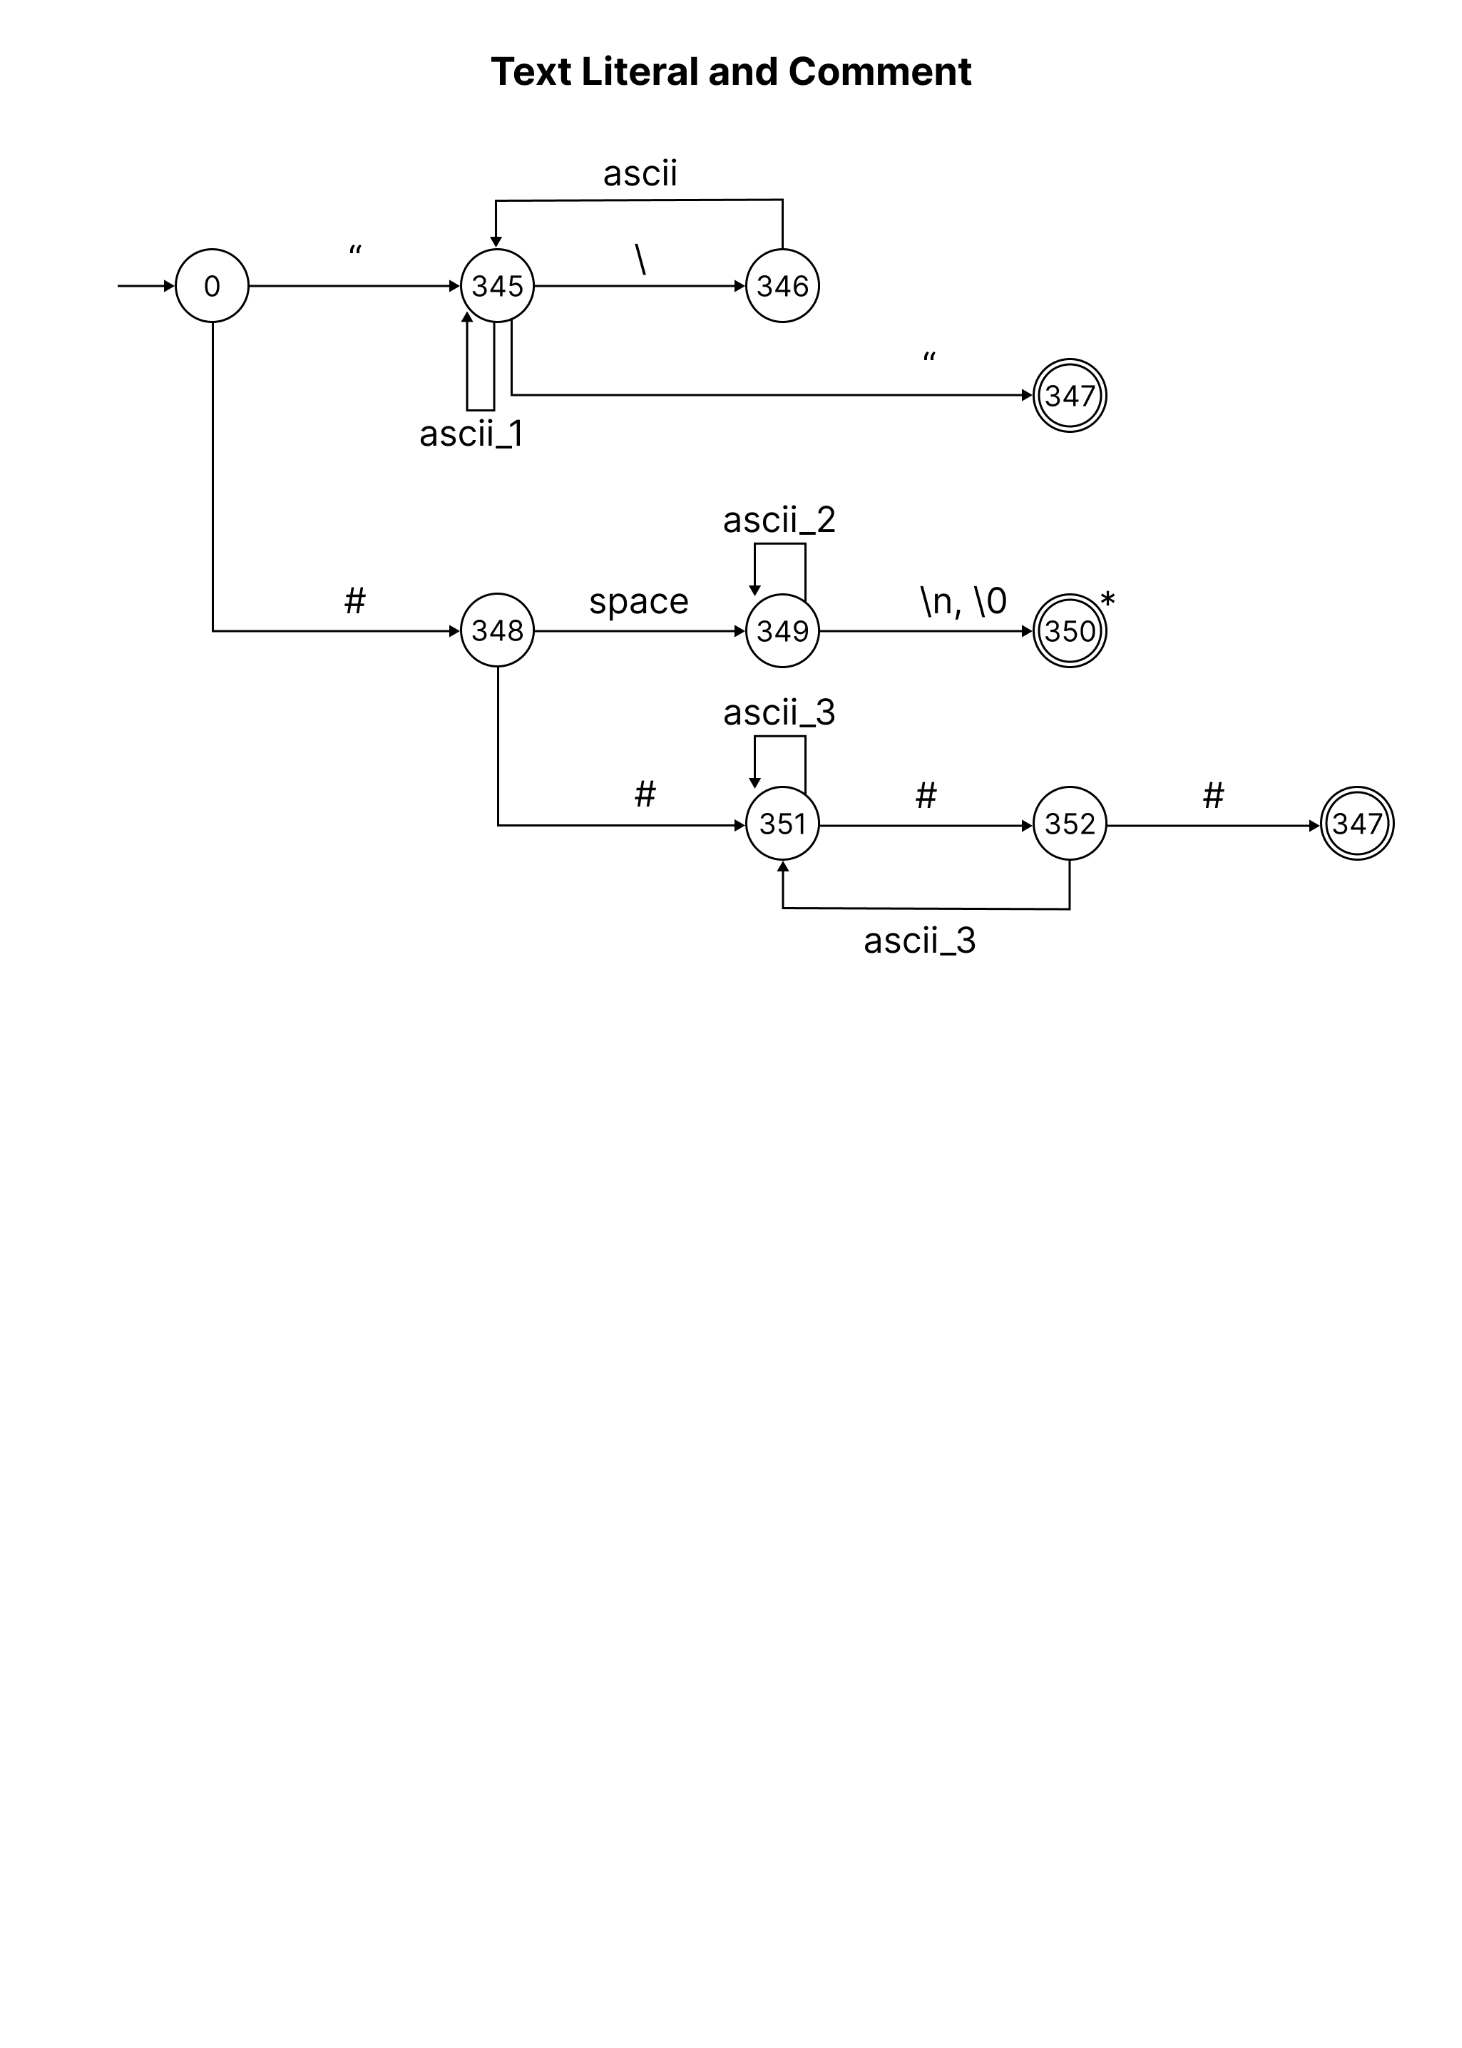 Text Literal and Comment
ascii
“ \
0 345 346
“
347
ascii_1
ascii_2
# space \n, \0 *
348 349 350
ascii_3
# # #
351 352 347
ascii_3